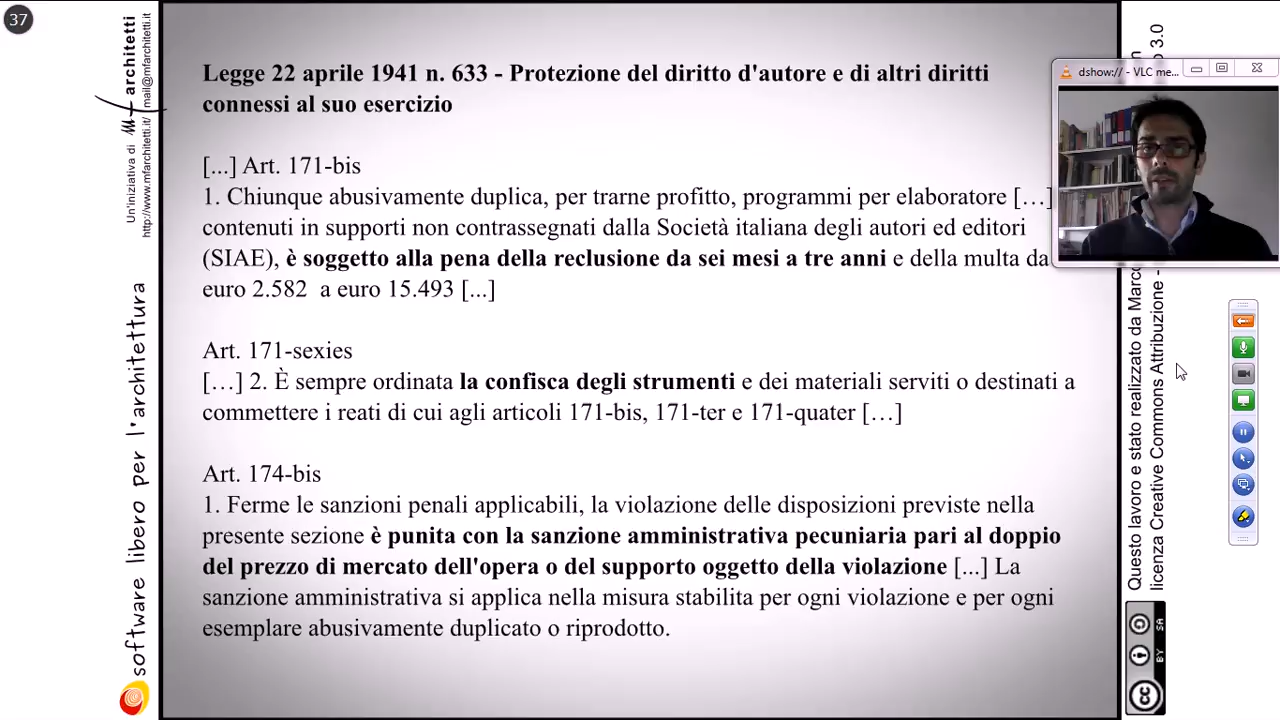 37
Un'iniziativa di M architetti
http://www.mfarchitetti.it/ mail@mfarchitetti.it
software libero per l'architettura
Legge 22 aprile 1941 n. 633 - Protezione del diritto d'autore e di altri diritti
connessi al suo esercizio
[...] Art. 171-bis
1. Chiunque abusivamente duplica, per trarne profitto, programmi per elaboratore […]
contenuti in supporti non contrassegnati dalla Società italiana degli autori ed editori
(SIAE), è soggetto alla pena della reclusione da sei mesi a tre anni e della multa da
euro 2.582 a euro 15.493 [...]
Art. 171-sexies
[…] 2. È sempre ordinata la confisca degli strumenti e dei materiali serviti o destinati a
commettere i reati di cui agli articoli 171-bis, 171-ter e 171-quater […]
Art. 174-bis
1. Ferme le sanzioni penali applicabili, la violazione delle disposizioni previste nella
presente sezione è punita con la sanzione amministrativa pecuniaria pari al doppio
del prezzo di mercato dell'opera o del supporto oggetto della violazione [...] La
sanzione amministrativa si applica nella misura stabilita per ogni violazione e per ogni
esemplare abusivamente duplicato o riprodotto.
dshow:// - VLC me...
Questo lavoro e stato realizzato da Marco
licenza Creative Commons Attribuzione - 3.0
cc BY SA